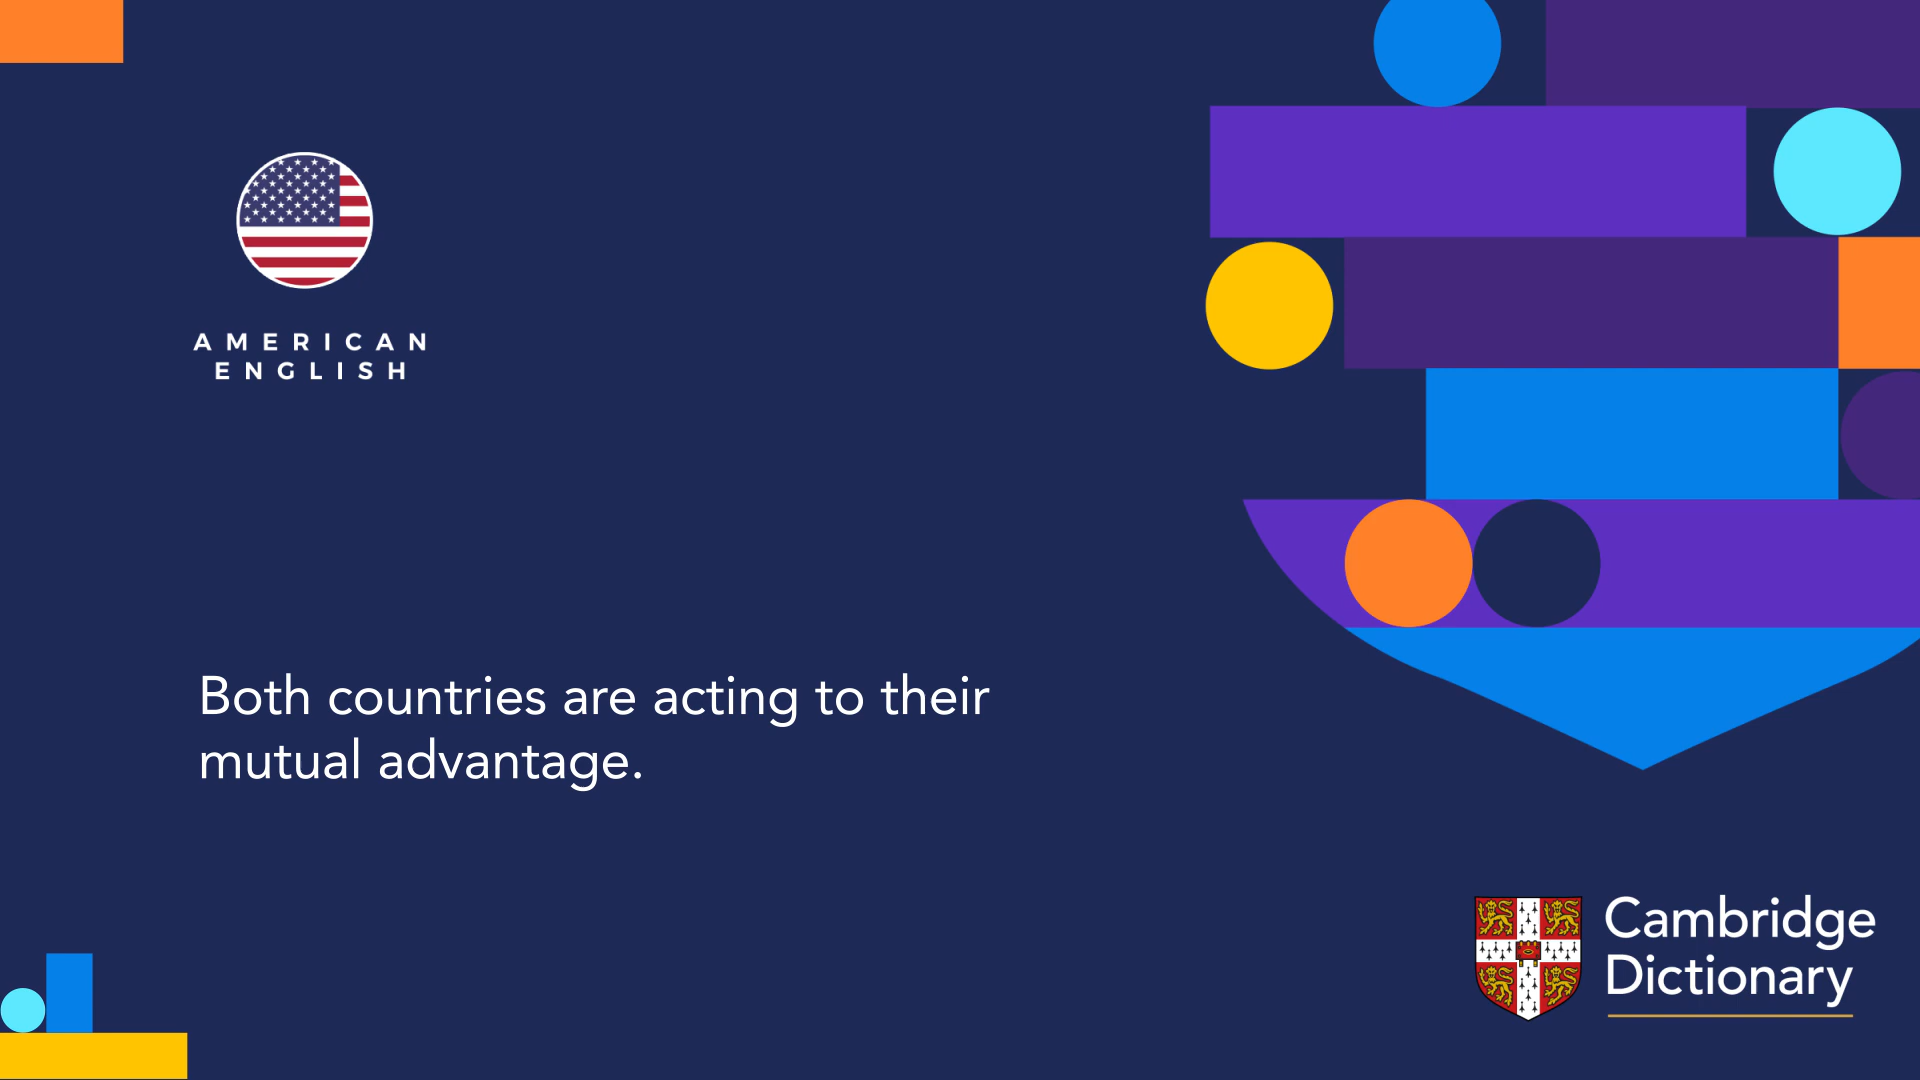 AMERICAN
ENGLISH
Both countries are acting to their
mutual advantage.
Cambridge
Dictionary